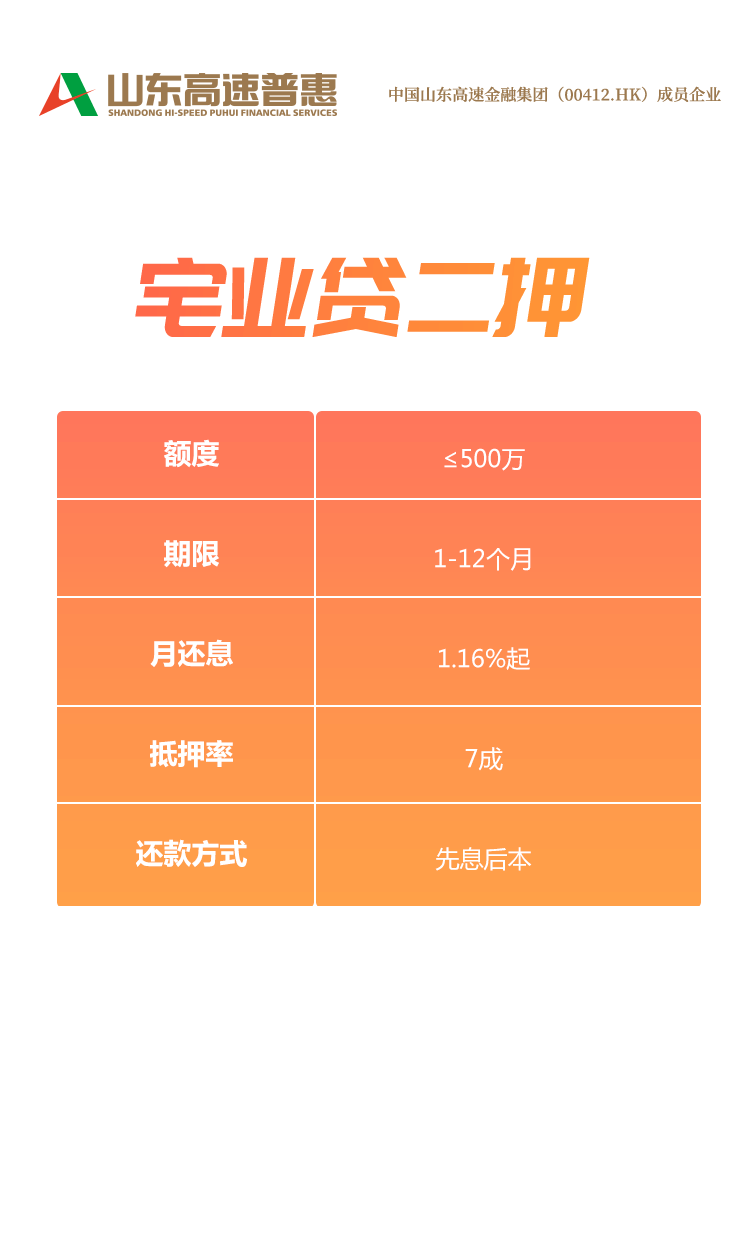 山东高速普惠
SHANDONG HI-SPEED PUHUI FINANCIAL SERVICES
中国山东高速金融集团（00412.HK）成员企业
宅业贷二押
额度 ≤500万
期限 1-12个月
月还息 1.16%起
抵押率 7成
还款方式 先息后本